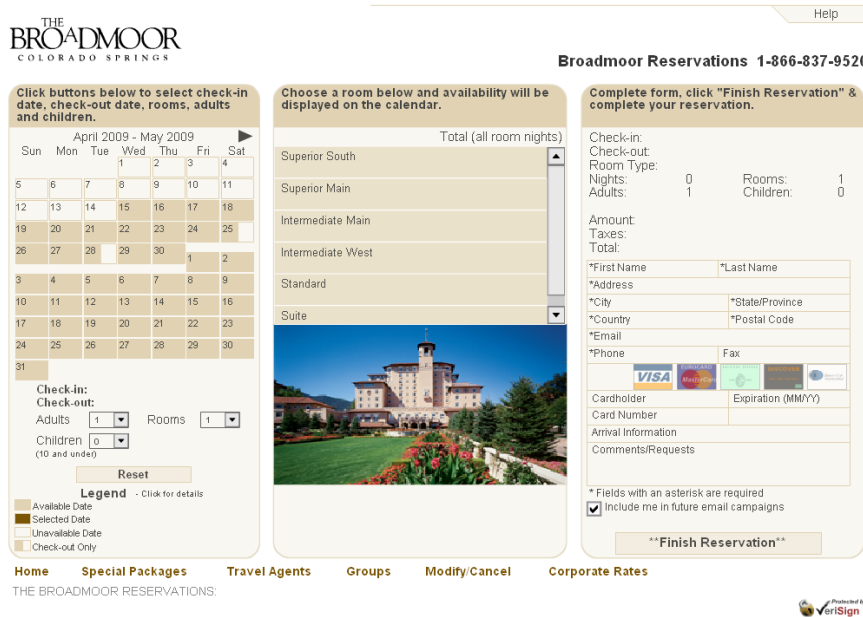 Help
THE
BROADMOOR
COLORADO SPRINGS
Broadmoor Reservations 1-866-837-9520
Click buttons below to select check-in
date, check-out date, rooms, adults
and children.
April 2009 - May 2009
Sun Mon Tue Wed Thu Fri Sat
1 2 3 4
5 6 7 8 9 10 11
12 13 14 15 16 17 18
19 20 21 22 23 24 25
26 27 28 29 30
1 2
3 4 5 6 7 8 9
10 11 12 13 14 15 16
17 18 19 20 21 22 23
24 25 26 27 28 29 30
31
Check-in:
Check-out:
Adults 1 Rooms 1
Children 0
(10 and under)
Reset
Legend - Click for details
Available Date
Selected Date
Unavailable Date
Check-out Only
Choose a room below and availability will be
displayed on the calendar.
Total (all room nights)
Superior South
Superior Main
Intermediate Main
Intermediate West
Standard
Suite
Complete form, click "Finish Reservation" &
complete your reservation.
Check-in:
Check-out:
Room Type:
Nights: 0 Rooms: 1
Adults: 1 Children: 0
Amount:
Taxes:
Total:
*First Name *Last Name
*Address
*City *State/Province
*Country *Postal Code
*Email
*Phone Fax
VISA EUROCARD MasterCard
Cardholder Expiration (MM/YY)
Card Number
Arrival Information
Comments/Requests
* Fields with an asterisk are required
Include me in future email campaigns
**Finish Reservation**
Home Special Packages Travel Agents Groups Modify/Cancel Corporate Rates
THE BROADMOOR RESERVATIONS:
Protected b
VeriSign